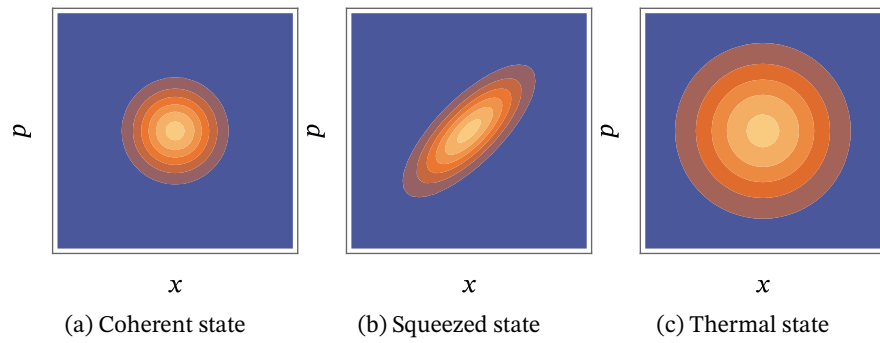 p
x
(a) Coherent state
p
x
(b) Squeezed state
p
x
(c) Thermal state